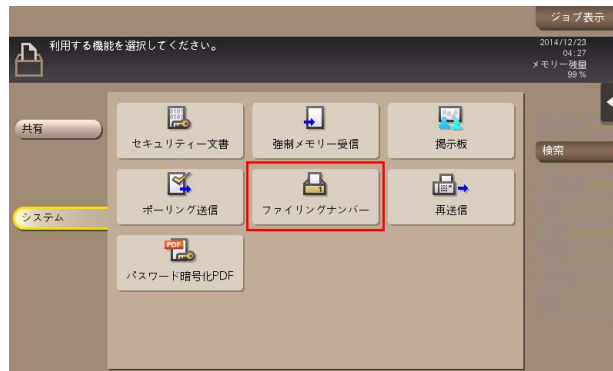 ジョブ表示
利用する機能を選択してください。
2014/12/23
04:27
メモリー残量
99 %
共有
システム
セキュリティー文書
強制メモリー受信
掲示板
ポーリング送信
ファイリングナンバー
再送信
PDF
パスワード暗号化PDF
検索